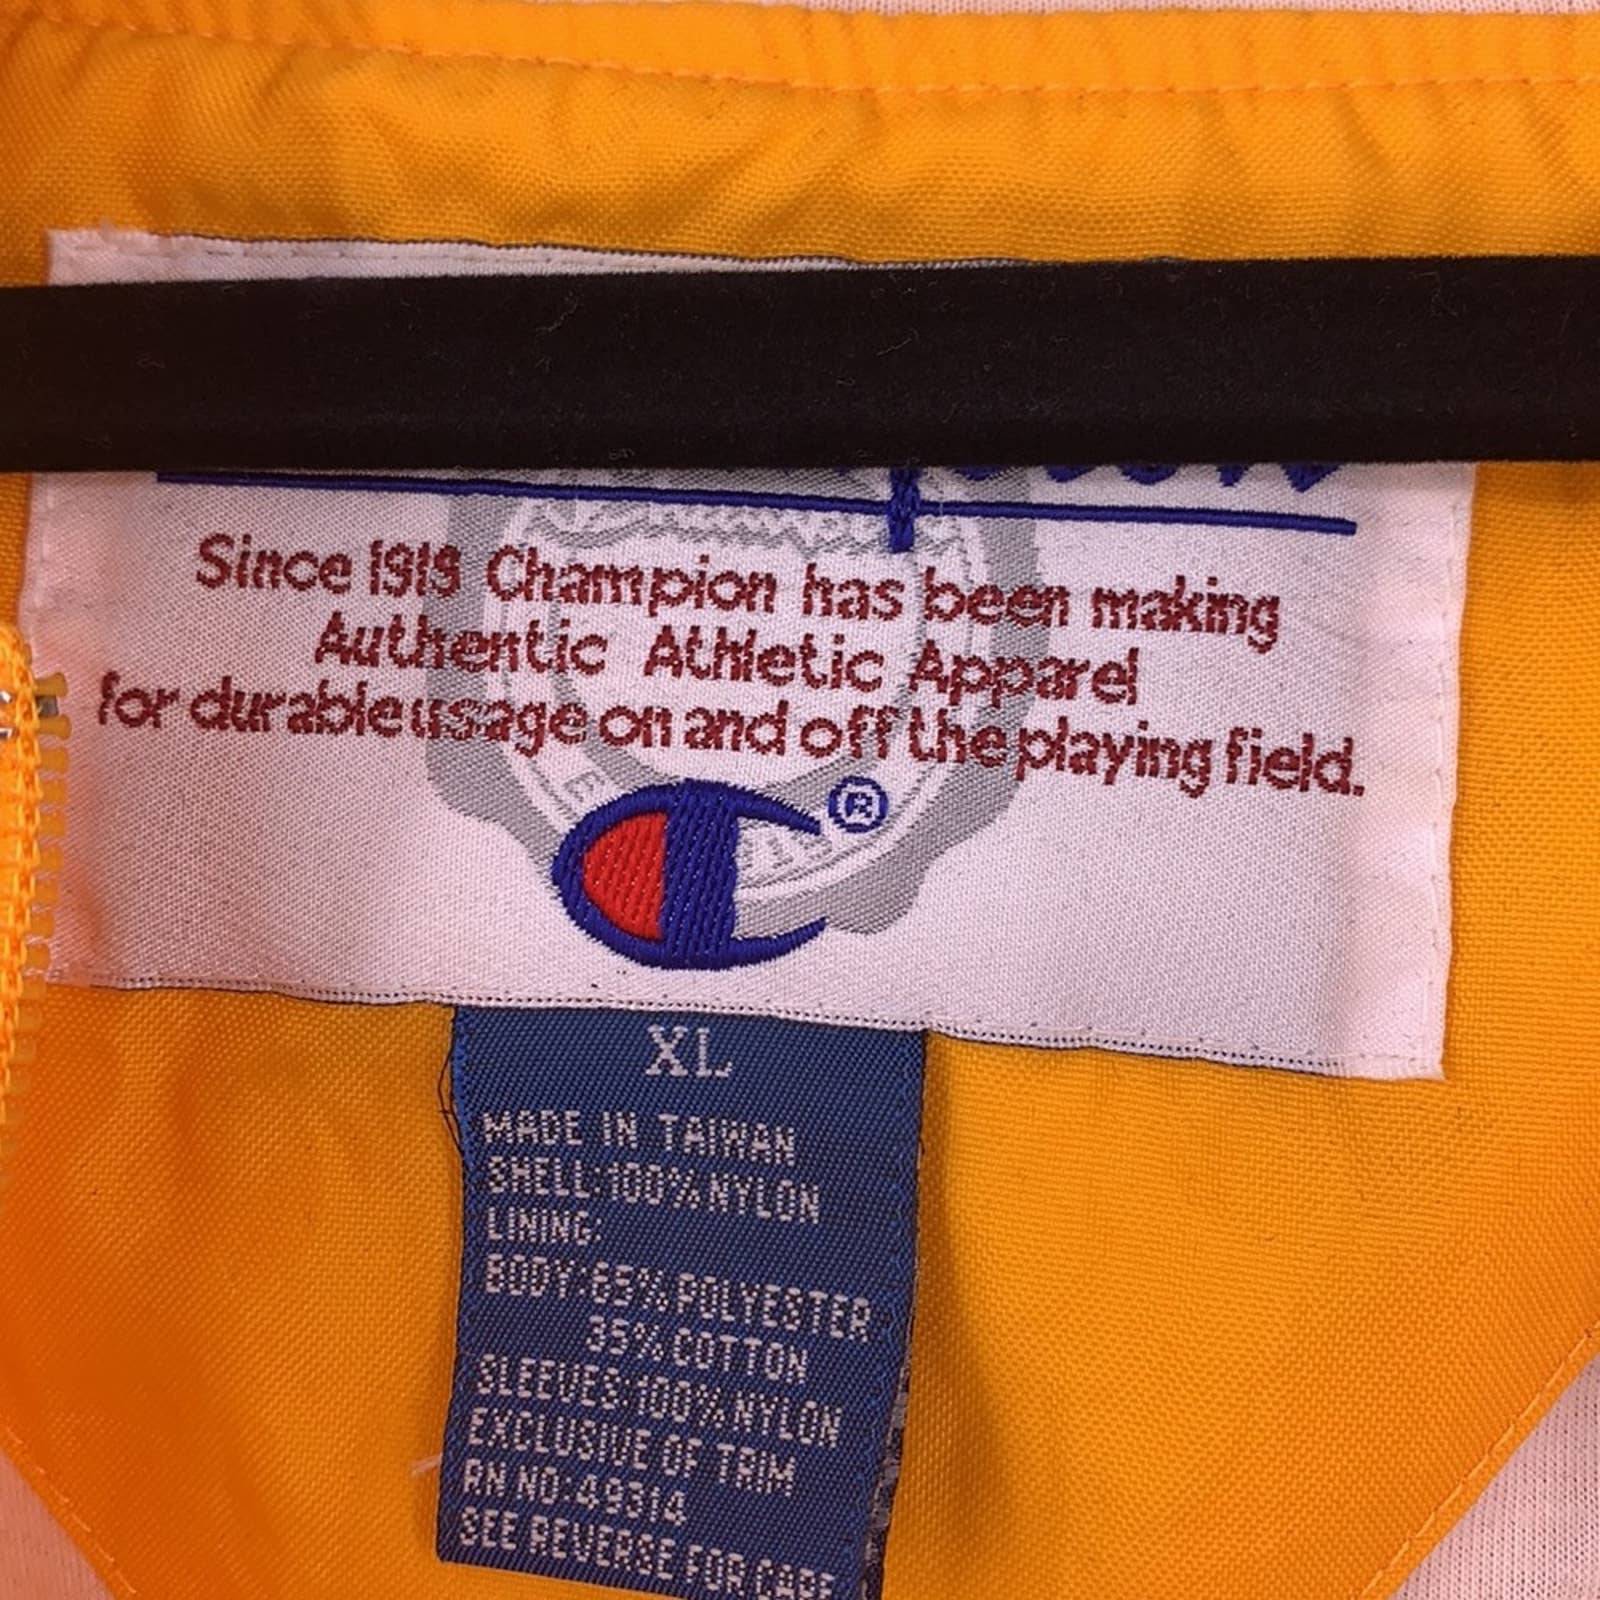 Since 1919 Champion has been making
Authentic Athletic Apparel
for durable usage on and off the playing field.
®
XL
MADE IN TAIWAN
SHELL:100%NYLON
LINING:
BODY:65%POLYESTER
35%COTTON
SLEEVES:100%NYLON
EXCLUSIVE OF TRIM
RN NO:49314
SEE REVERSE FOR CARE